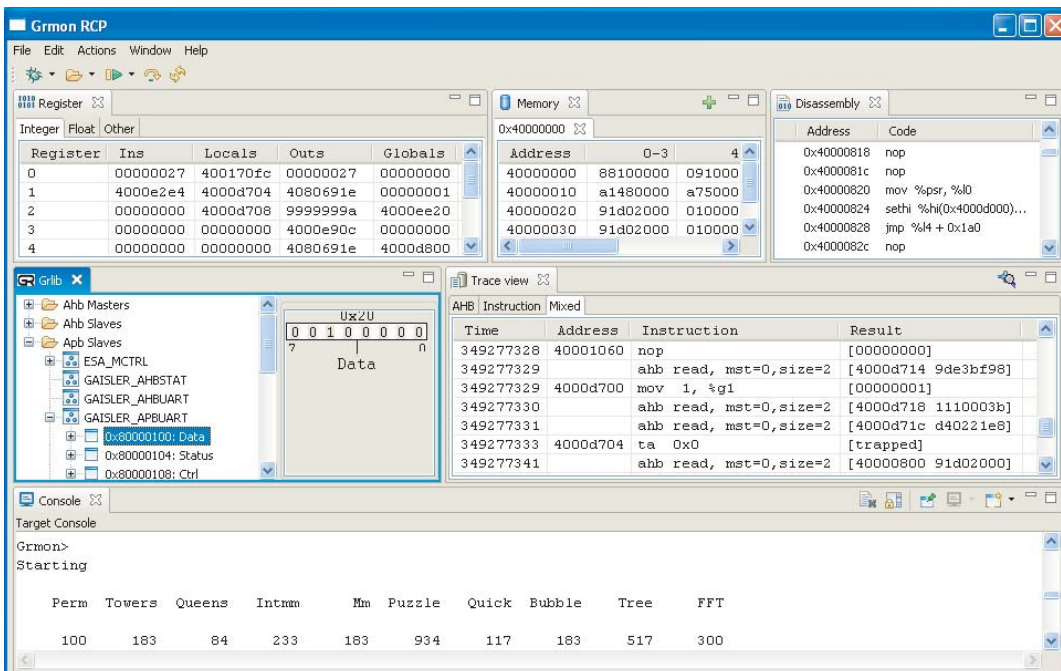 Grmon RCP
File Edit Actions Window Help
Register
Integer Float Other
Register Ins Locals Outs Globals
0 00000027 400170fc 00000027 00000000
1 4000e2e4 4000d704 4080691e 00000001
2 00000000 4000d708 9999999a 4000ee20
3 00000000 00000000 4000e90c 00000000
4 00000000 00000000 4080691e 4000d800
Memory
0x40000000
Address 0-3 4
40000000 88100000 091000
40000010 a1480000 a75000
40000020 91d02000 010000
40000030 91d02000 010000
Disassembly
Address Code
0x40000818 nop
0x4000081c nop
0x40000820 mov %psr, %l0
0x40000824 sethi %hi(0x4000d000)...
0x40000828 jmp %l4 + 0x1a0
0x4000082c nop
GR Grlib
Ahb Masters
Ahb Slaves
Apb Slaves
ESA_MCTRL
GAISLER_AHBSTAT
GAISLER_AHBUART
GAISLER_APBUART
0x80000100: Data
0x80000104: Status
0x80000108: Ctrl
0x20
0 0 1 0 0 0 0 0
7 0
Data
Trace view
AHB Instruction Mixed
Time Address Instruction Result
349277328 40001060 nop [00000000]
349277329 ahb read, mst=0,size=2 [4000d714 9de3bf98]
349277329 4000d700 mov 1, %g1 [00000001]
349277330 ahb read, mst=0,size=2 [4000d718 1110003b]
349277331 ahb read, mst=0,size=2 [4000d71c d40221e8]
349277333 4000d704 ta 0x0 [trapped]
349277341 ahb read, mst=0,size=2 [40000800 91d02000]
Console
Target Console
Grmon>
Starting
Perm Towers Queens Intmm Mm Puzzle Quick Bubble Tree FFT
100 183 84 233 183 934 117 183 517 300